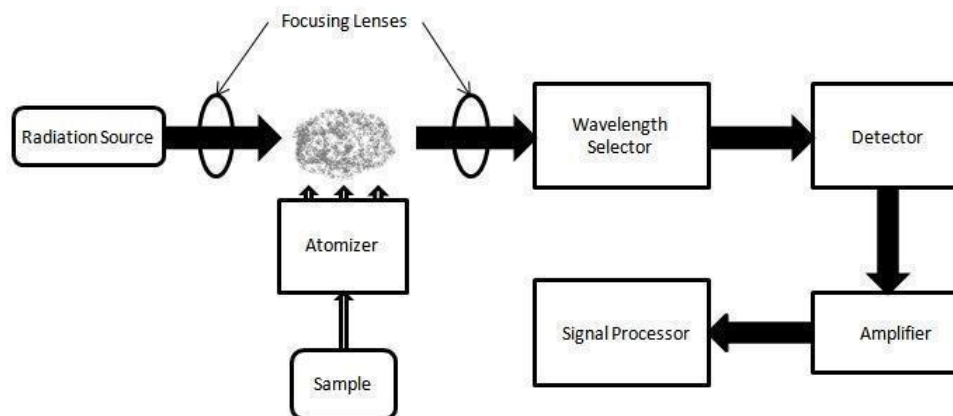 Focusing Lenses
Radiation Source
Wavelength
Selector
Detector
Atomizer
Signal Processor
Amplifier
Sample